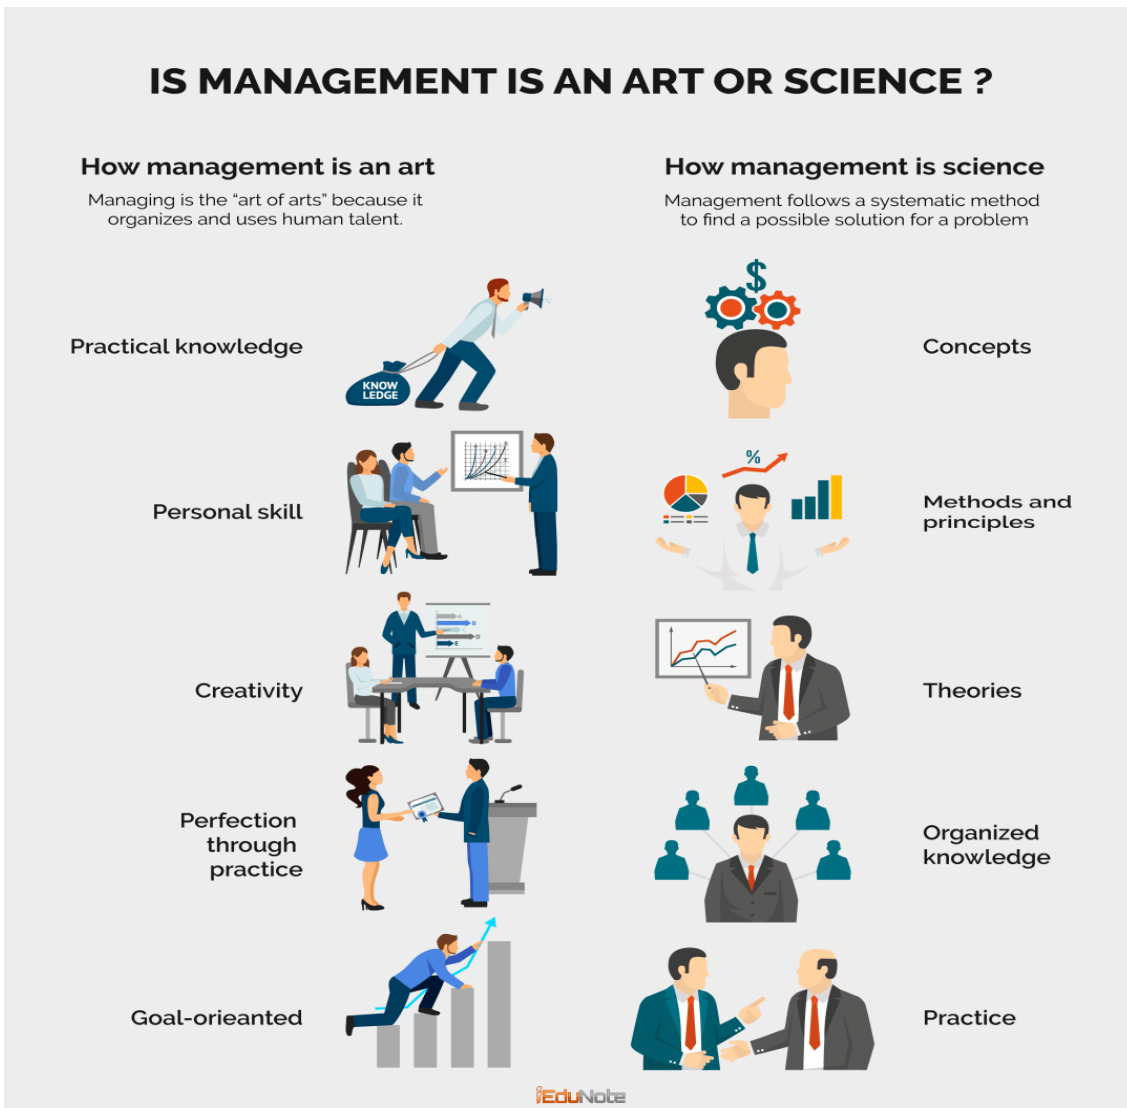 IS MANAGEMENT IS AN ART OR SCIENCE ?
How management is an art
Managing is the “art of arts” because it
organizes and uses human talent.
Practical knowledge
KNOW
LEDGE
Personal skill
Creativity
A
B
C
D
E
Perfection
through
practice
Goal-orieanted
How management is science
Management follows a systematic method
to find a possible solution for a problem
$
Concepts
%
Methods and
principles
Theories
Organized
knowledge
Practice
iEduNote